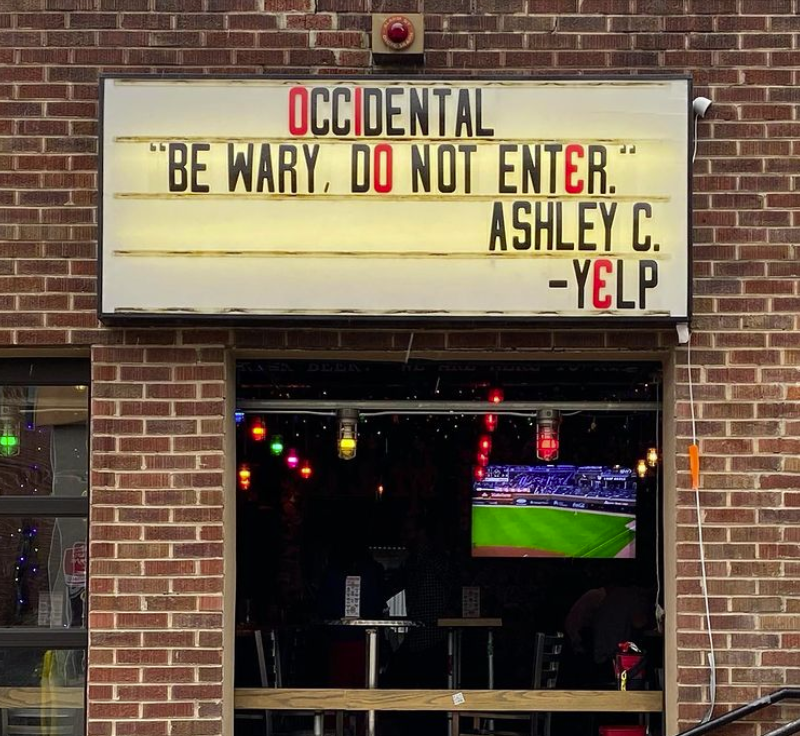 OCCIDENTAL
“BE WARY, DO NOT ENTER.“
ASHLEY C.
-YELP